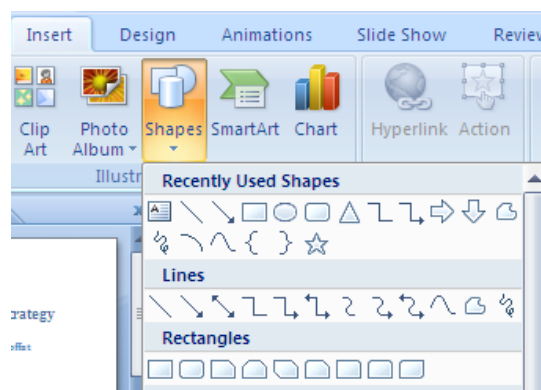 Insert Design Animations Slide Show
Clip Art Photo Album Shapes SmartArt Chart Hyperlink Action
Recently Used Shapes
A
Lines
Rectangles